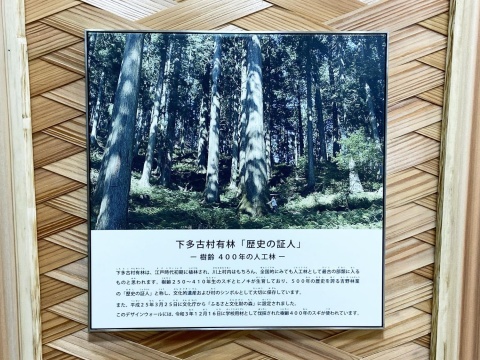 下多古村有林「歴史の証人」
― 樹齢 400年の人工林 ―
下多古村有林は、江戸時代初期に植林され、川上村内はもちろん、全国的にみても人工林として最古の部類に入る
ものと思われます。樹齢250～410年生のスギとヒノキが生育しており、500年の歴史を誇る吉野林業
の「歴史の証人」と称し、文化的遺産および村のシンボルとして大切に保存しています。
また、平成25年3月25日に文化庁から「ふるさと文化財の森」に設定されました。
このデザインウォールには、令和3年12月16日に学校用材として伐採された樹齢400年のスギが使われています。